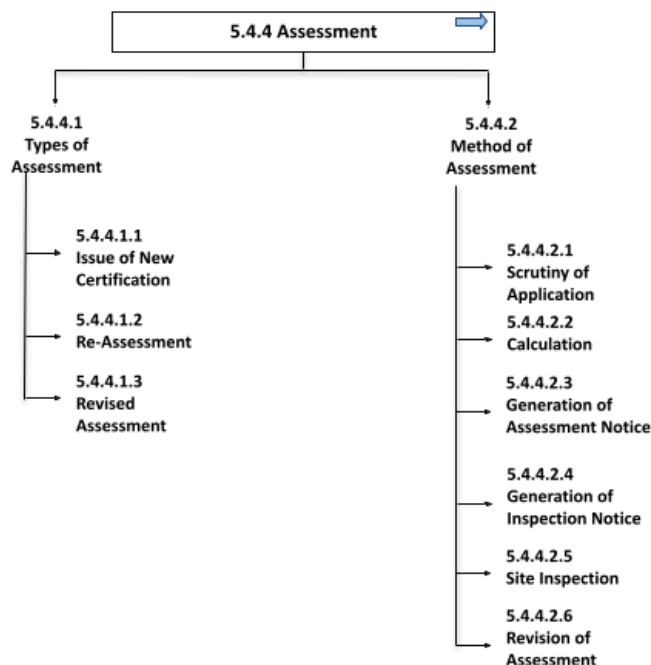 5.4.4 Assessment
5.4.4.1
Types of
Assessment
5.4.4.1.1
Issue of New
Certification
5.4.4.1.2
Re-Assessment
5.4.4.1.3
Revised
Assessment
5.4.4.2
Method of
Assessment
5.4.4.2.1
Scrutiny of
Application
5.4.4.2.2
Calculation
5.4.4.2.3
Generation of
Assessment Notice
5.4.4.2.4
Generation of
Inspection Notice
5.4.4.2.5
Site Inspection
5.4.4.2.6
Revision of
Assessment